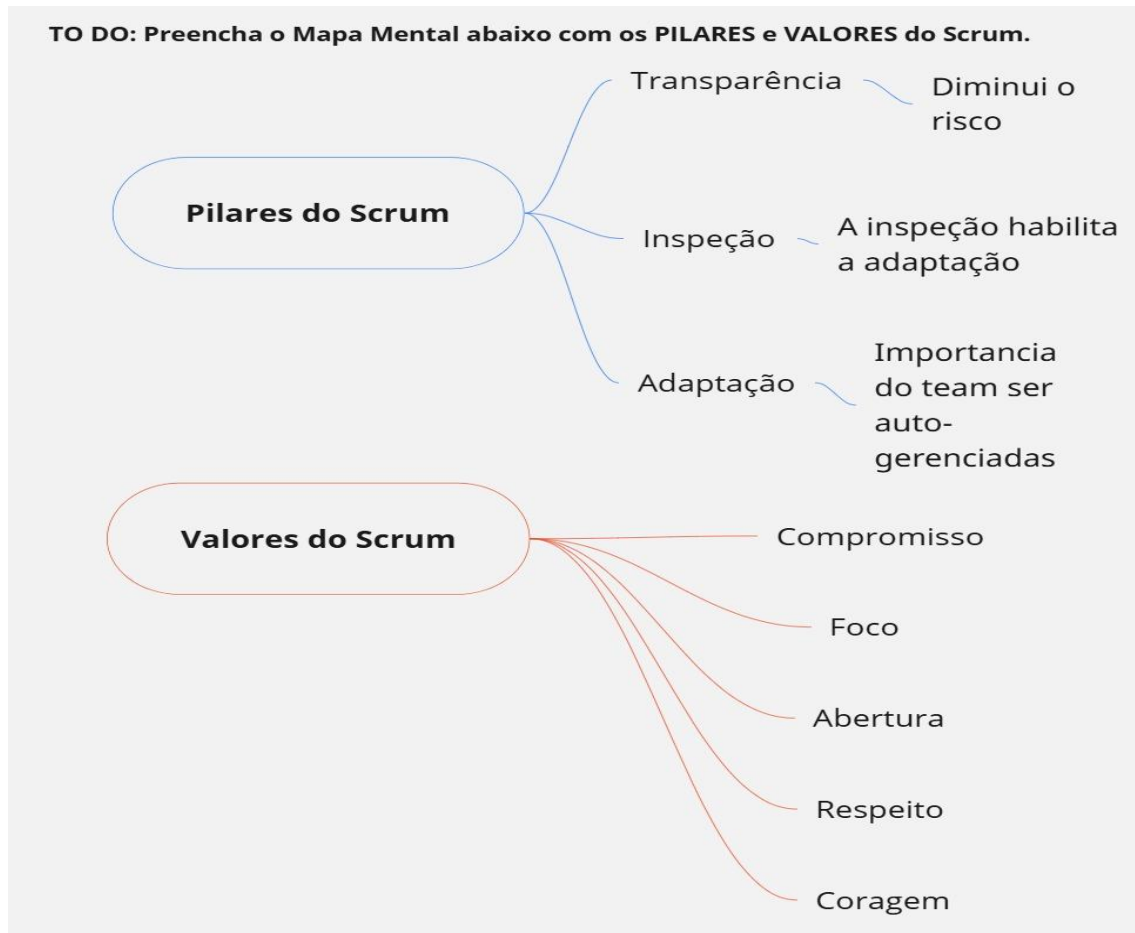 TO DO: Preencha o Mapa Mental abaixo com os PILARES e VALORES do Scrum.
Pilares do Scrum
Transparência
Diminui o
risco
Inspeção
A inspeção habilita
a adaptação
Adaptação
Importancia
do team ser
auto-
gerenciadas
Valores do Scrum
Compromisso
Foco
Abertura
Respeito
Coragem